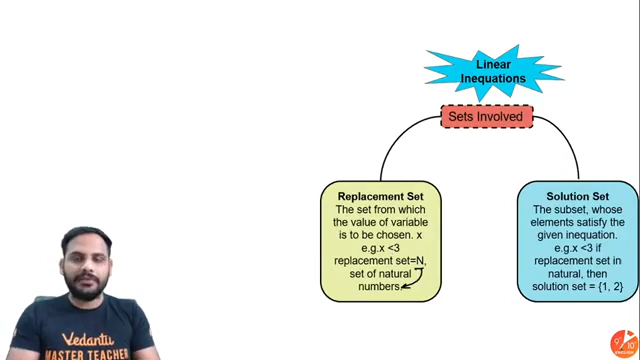 Linear
Inequations
Sets Involved
Replacement Set
The set from which
the value of variable
is to be chosen. x
e.g.x <3
replacement set=N,
set of natural
numbers.
Solution Set
The subset, whose
elements satisfy the
given inequation.
e.g.x <3 if
replacement set in
natural, then
solution set = {1, 2}
Vedantu
MASTER TEACHER
9
10